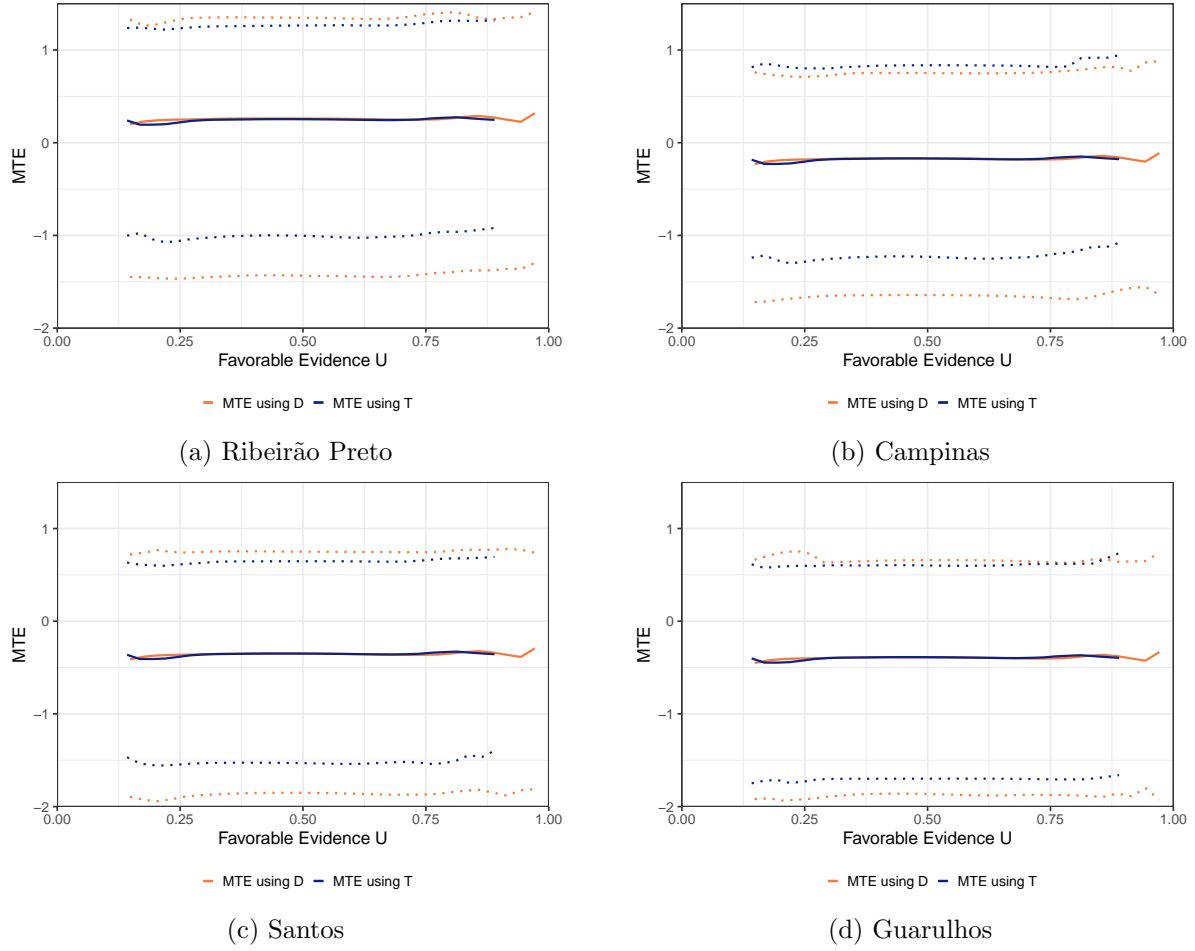 MTE
1
0
−1
−2
0.00 0.25 0.50 0.75 1.00
Favorable Evidence U
MTE using D MTE using T
(a) Ribeirão Preto
MTE
1
0
−1
−2
0.00 0.25 0.50 0.75 1.00
Favorable Evidence U
MTE using D MTE using T
(b) Campinas
MTE
1
0
−1
−2
0.00 0.25 0.50 0.75 1.00
Favorable Evidence U
MTE using D MTE using T
(c) Santos
MTE
1
0
−1
−2
0.00 0.25 0.50 0.75 1.00
Favorable Evidence U
MTE using D MTE using T
(d) Guarulhos